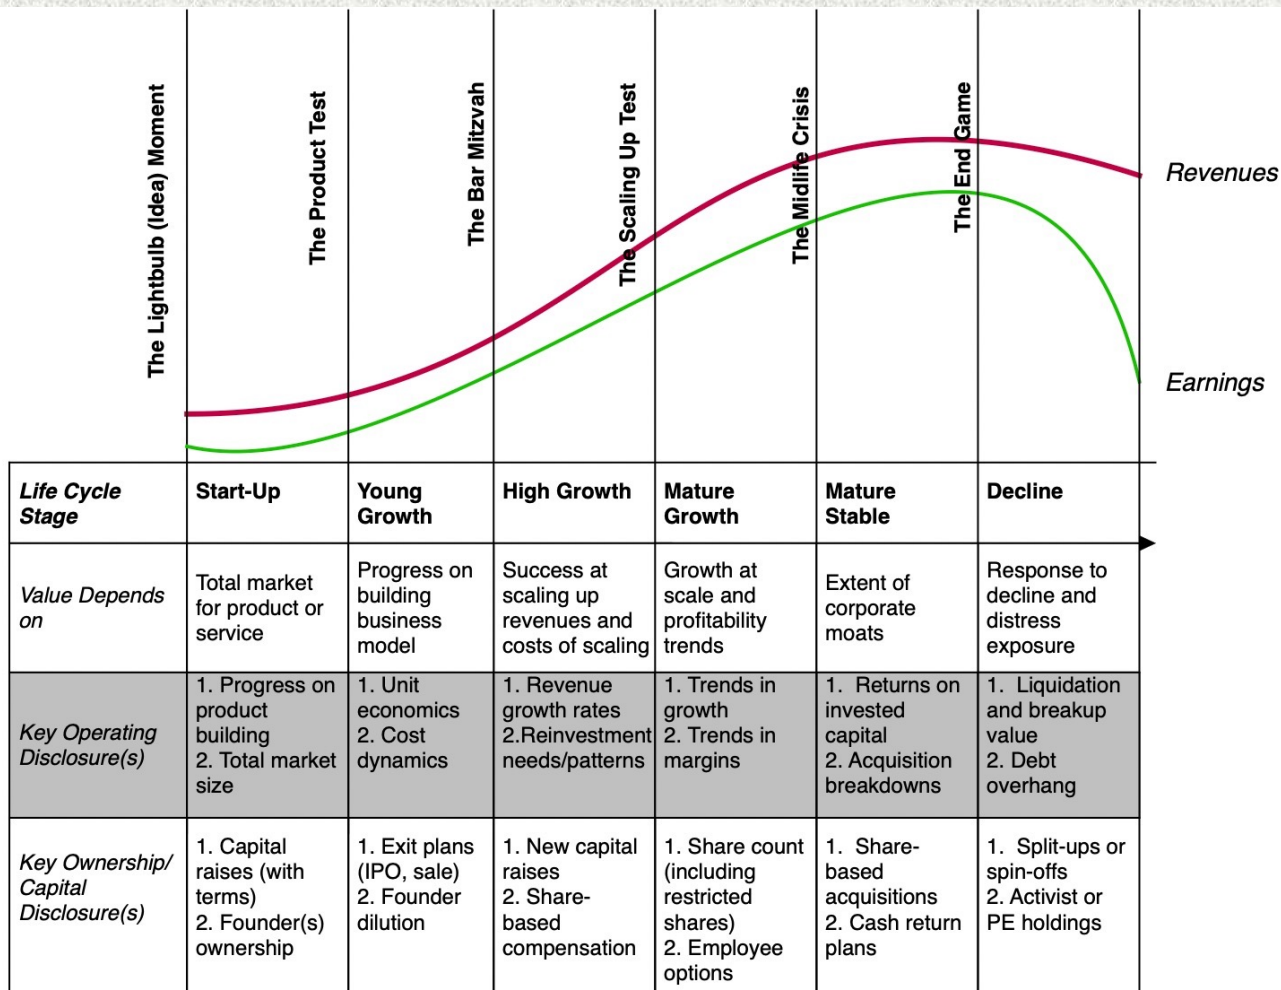 The Lightbulb (Idea) Moment
The Product Test
The Bar Mitzvah
The Scaling Up Test
The Midlife Crisis
The End Game
Revenues
Earnings
Life Cycle
Stage
Start-Up
Young
Growth
High Growth
Mature
Growth
Mature
Stable
Decline
Value Depends
on
Total market
for product or
service
Progress on
building
business
model
Success at
scaling up
revenues and
costs of scaling
Growth at
scale and
profitability
trends
Extent of
corporate
moats
Response to
decline and
distress
exposure
Key Operating
Disclosure(s)
1. Progress on
product
building
2. Total market
size
1. Unit
economics
2. Cost
dynamics
1. Revenue
growth rates
2.Reinvestment
needs/patterns
1. Trends in
growth
2. Trends in
margins
1. Returns on
invested
capital
2. Acquisition
breakdowns
1. Liquidation
and breakup
value
2. Debt
overhang
Key Ownership/
Capital
Disclosure(s)
1. Capital
raises (with
terms)
2. Founder(s)
ownership
1. Exit plans
(IPO, sale)
2. Founder
dilution
1. New capital
raises
2. Share-
based
compensation
1. Share count
(including
restricted
shares)
2. Employee
options
1. Share-
based
acquisitions
2. Cash return
plans
1. Split-ups or
spin-offs
2. Activist or
PE holdings